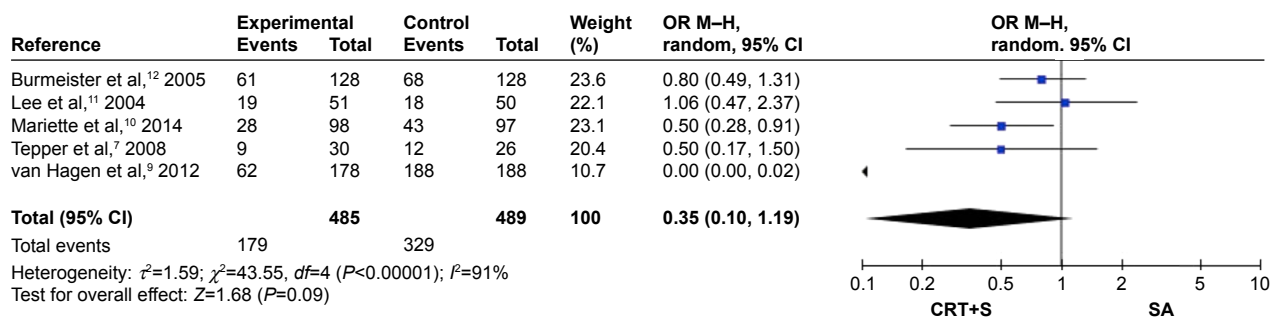 Experimental Control Weight OR M–H, OR M–H,
Reference Events Total Events Total (%) random, 95% CI random. 95% CI
Burmeister et al,¹² 2005 61 128 68 128 23.6 0.80 (0.49, 1.31)
Lee et al,¹¹ 2004 19 51 18 50 22.1 1.06 (0.47, 2.37)
Mariette et al,¹⁰ 2014 28 98 43 97 23.1 0.50 (0.28, 0.91)
Tepper et al,⁷ 2008 9 30 12 26 20.4 0.50 (0.17, 1.50)
van Hagen et al,⁹ 2012 62 178 188 188 10.7 0.00 (0.00, 0.02)
Total (95% CI) 485 489 100 0.35 (0.10, 1.19)
Total events 179 329
Heterogeneity: τ²=1.59; χ²=43.55, df=4 (P<0.00001); I²=91%
Test for overall effect: Z=1.68 (P=0.09)
0.1 0.2 0.5 1 2 5 10
CRT+S SA